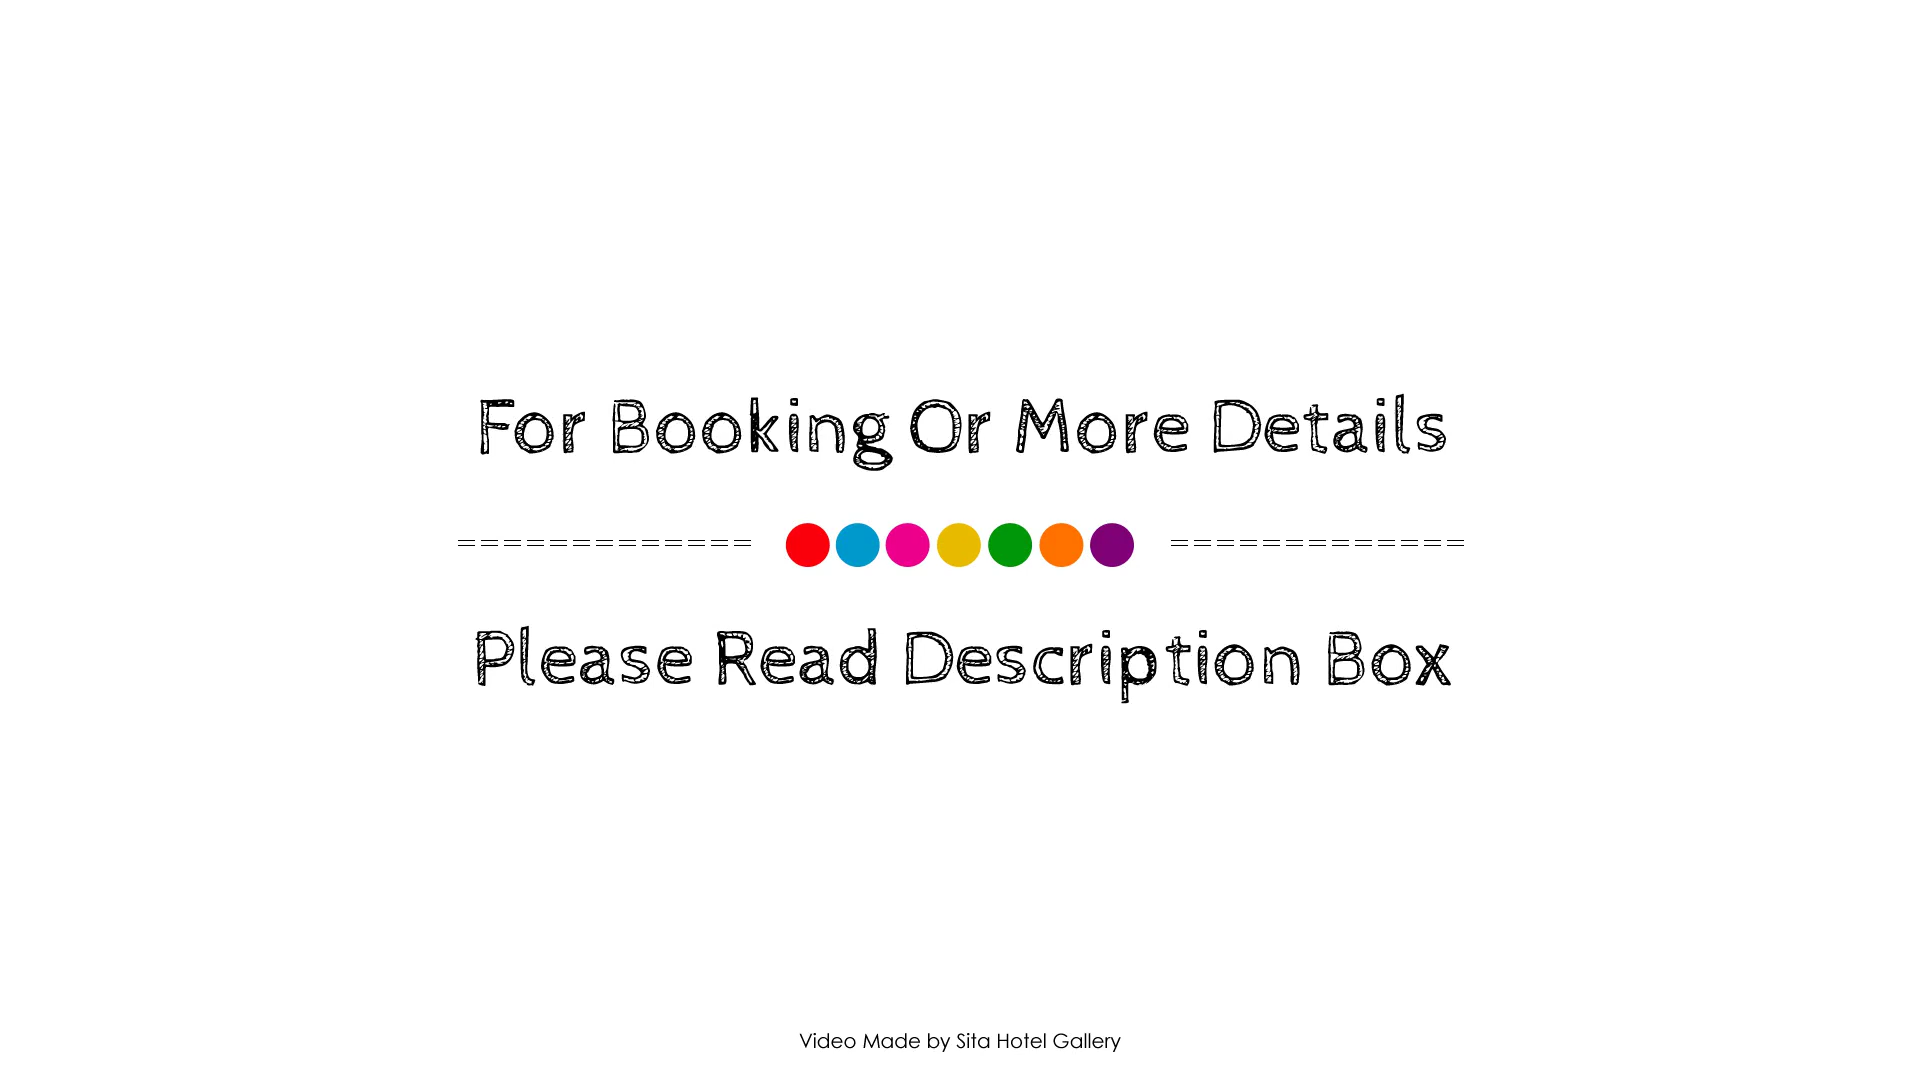 For Booking Or More Details
============= =============
Please Read Description Box
Video Made by Sita Hotel Gallery